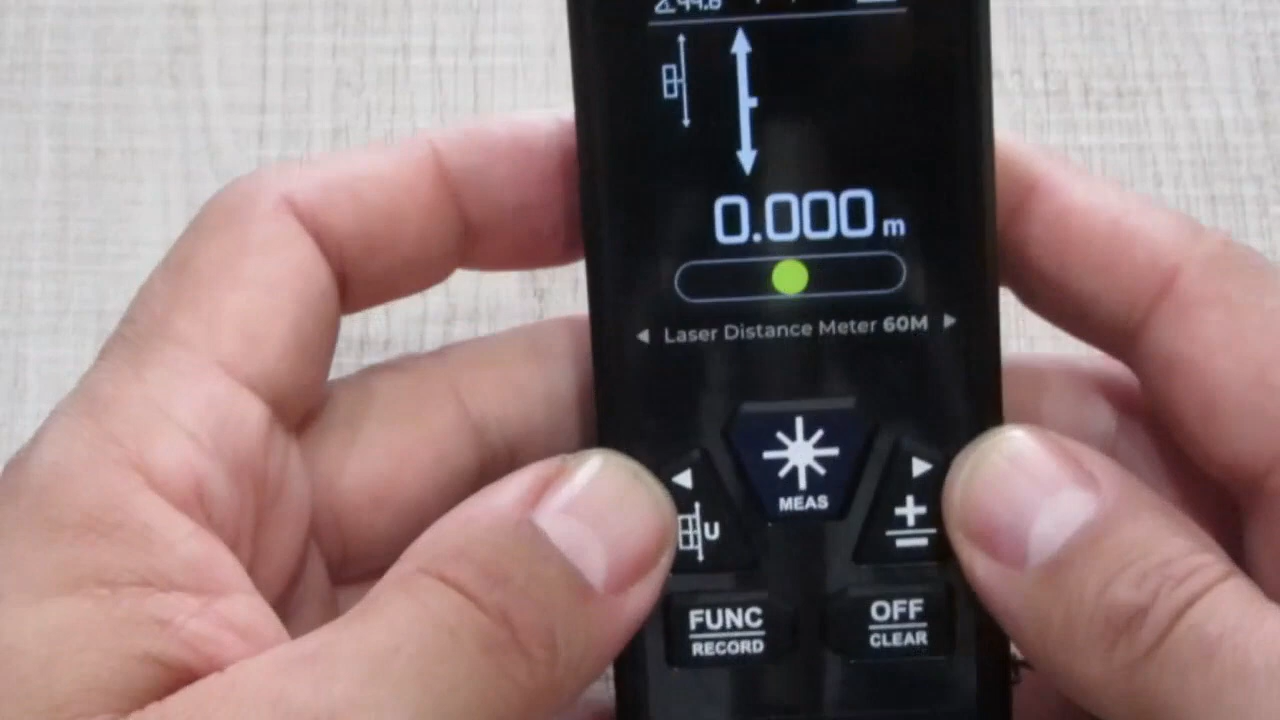 0.000 m
◀ Laser Distance Meter 60M ▶
MEAS
U
FUNC
RECORD
OFF
CLEAR